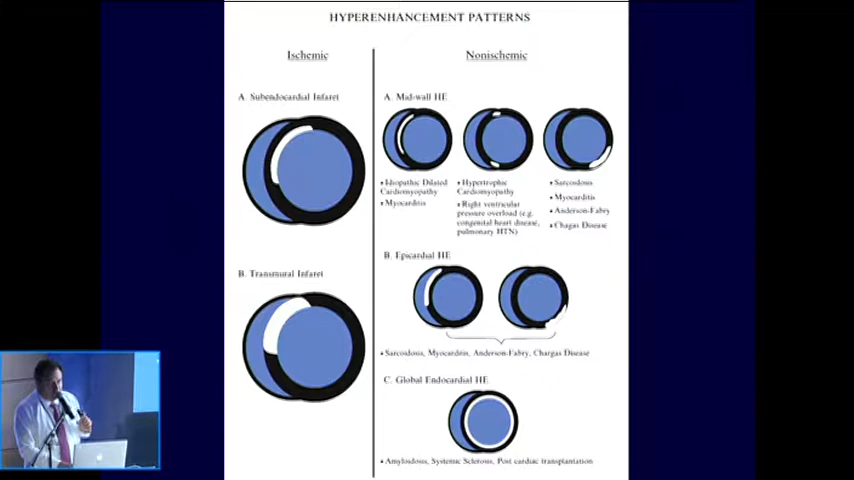 HYPERENHANCEMENT PATTERNS
Ischemic
A. Subendocardial Infarct
B. Transmural Infarct
Nonischemic
A. Mid-wall HE
• Idiopathic Dilated
Cardiomyopathy
• Myocarditis
• Hypertrophic
Cardiomyopathy
• Right ventricular
pressure overload (e.g.
congenital heart disease,
pulmonary HTN)
• Sarcoidosis
• Myocarditis
• Anderson-Fabry
• Chagas Disease
B. Epicardial HE
• Sarcoidosis, Myocarditis, Anderson-Fabry, Chargas Disease
C. Global Endocardial HE
• Amyloidosis, Systemic Sclerosis, Post cardiac transplantation